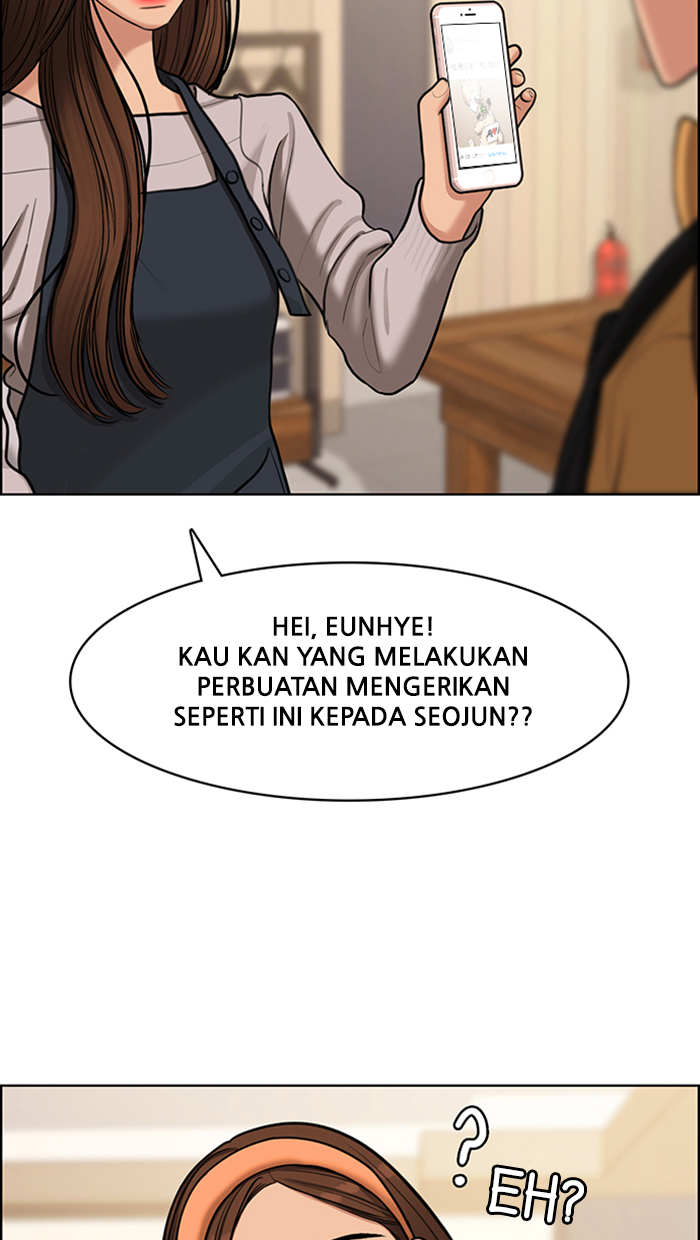 HEI, EUNHYE!
KAU KAN YANG MELAKUKAN
PERBUATAN MENGERIKAN
SEPERTI INI KEPADA SEOJUN??
?
EH?